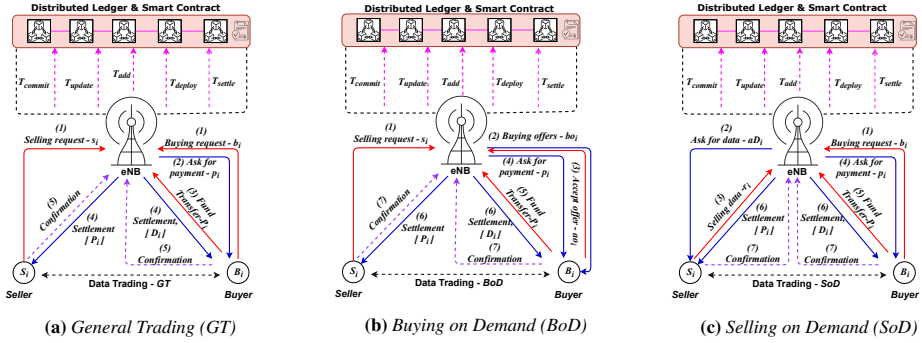 Distributed Ledger & Smart Contract
T_commit
T_update
T_add
T_deploy
T_settle
(1)
Selling request - s_i
(1)
Buying request - b_i
(2) Ask for
payment - p_i
eNB
(5)
Confirmation
(4)
Settlement
[ P_i ]
(4)
Settlement,
[ D_i ]
(3) Fund
Transfer-P_i
(5)
Confirmation
S_i
B_i
Seller
Data Trading - GT
Buyer
(a) General Trading (GT)
Distributed Ledger & Smart Contract
T_commit
T_update
T_add
T_deploy
T_settle
(1)
Selling request - s_i
(2) Buying offers - bo_i
(4) Ask for
payment - p_i
(3) Accept offer - ao_i
eNB
(7)
Confirmation
(6)
Settlement
[ P_i ]
(6)
Settlement,
[ D_i ]
(5) Fund
Transfer-P_i
(7)
Confirmation
S_i
B_i
Seller
Data Trading - BoD
Buyer
(b) Buying on Demand (BoD)
Distributed Ledger & Smart Contract
T_commit
T_update
T_add
T_deploy
T_settle
(2)
Ask for data - aD_i
(1)
Buying request - b_i
(4) Ask for
payment - p_i
eNB
(3)
Selling data -r_i
(6)
Settlement
[ P_i ]
(6)
Settlement,
[ D_i ]
(5) Fund
Transfer-P_i
(7)
Confirmation
(7)
Confirmation
S_i
B_i
Seller
Data Trading - SoD
Buyer
(c) Selling on Demand (SoD)